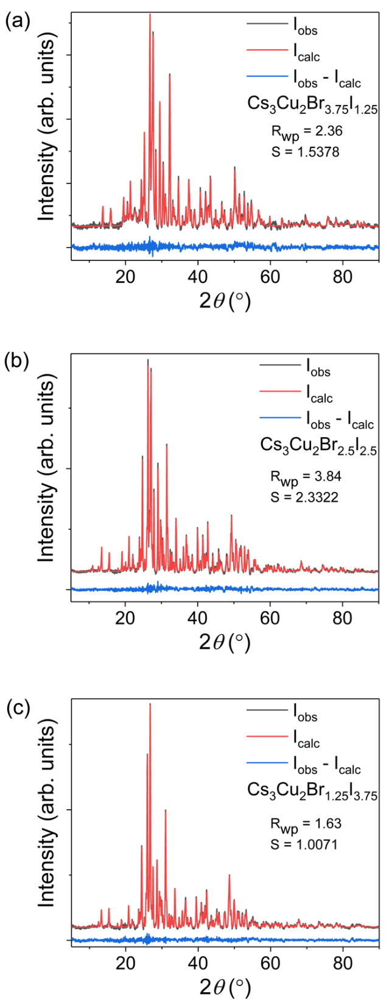 (a)
I_obs
I_calc
I_obs - I_calc
Cs₃Cu₂Br₃.₇₅I₁.₂₅
R_wp = 2.36
S = 1.5378
Intensity (arb. units)
20 40 60 80
2θ (°)
(b)
I_obs
I_calc
I_obs - I_calc
Cs₃Cu₂Br₂.₅I₂.₅
R_wp = 3.84
S = 2.3322
Intensity (arb. units)
20 40 60 80
2θ (°)
(c)
I_obs
I_calc
I_obs - I_calc
Cs₃Cu₂Br₁.₂₅I₃.₇₅
R_wp = 1.63
S = 1.0071
Intensity (arb. units)
20 40 60 80
2θ (°)